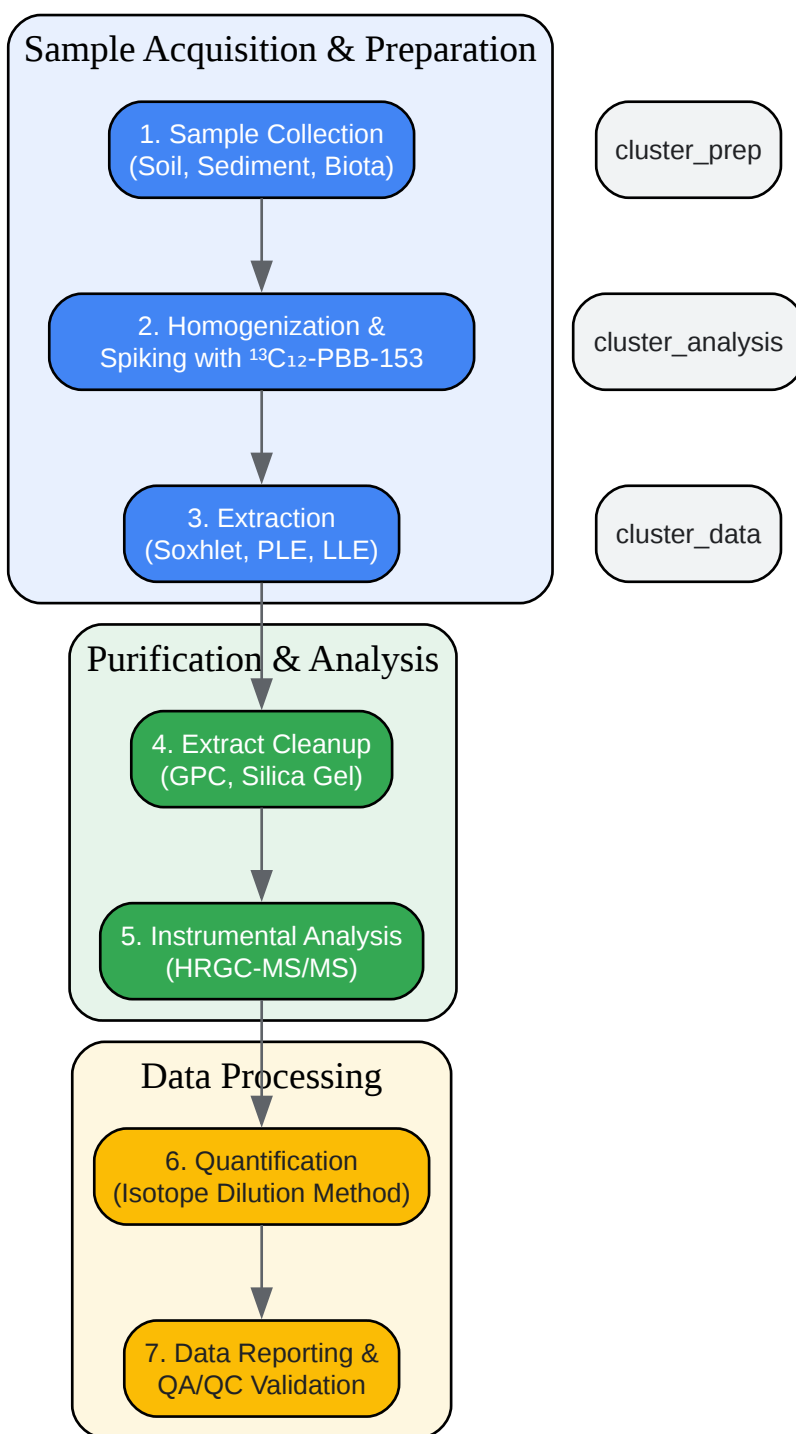 Sample Acquisition & Preparation
1. Sample Collection
(Soil, Sediment, Biota)
cluster_prep
2. Homogenization &
Spiking with ¹³C₁₂-PBB-153
cluster_analysis
3. Extraction
(Soxhlet, PLE, LLE)
cluster_data
Purification & Analysis
4. Extract Cleanup
(GPC, Silica Gel)
5. Instrumental Analysis
(HRGC-MS/MS)
Data Processing
6. Quantification
(Isotope Dilution Method)
7. Data Reporting &
QA/QC Validation